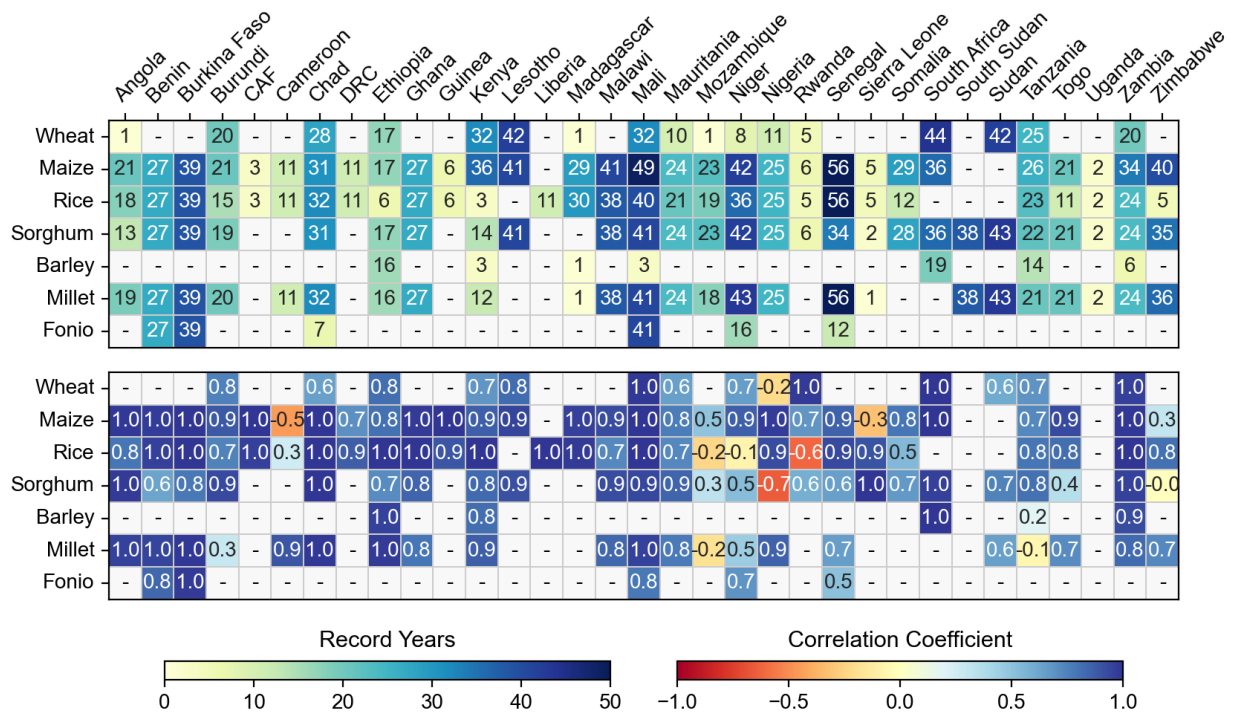 Angola Benin Burkina Faso Burundi CAF Cameroon Chad DRC Ethiopia Ghana Guinea Kenya Lesotho Liberia Madagascar Malawi Mali Mauritania Mozambique Niger Nigeria Rwanda Senegal Sierra Leone Somalia South Africa South Sudan Sudan Tanzania Togo Uganda Zambia Zimbabwe
Wheat 1 - - 20 - - 28 - 17 - - 32 42 - 1 - 32 10 1 8 11 5 - - - 44 - 42 25 - - 20 -
Maize 21 27 39 21 3 11 31 11 17 27 6 36 41 - 29 41 49 24 23 42 25 6 56 5 29 36 - - 26 21 2 34 40
Rice 18 27 39 15 3 11 32 11 6 27 6 3 - 11 30 38 40 21 19 36 25 5 56 5 12 - - - 23 11 2 24 5
Sorghum 13 27 39 19 - - 31 - 17 27 - 14 41 - - 38 41 24 23 42 25 6 34 2 28 36 38 43 22 21 2 24 35
Barley - - - - - - - - 16 - - 3 - - 1 - 3 - - - - - - - - 19 - - 14 - - 6 -
Millet 19 27 39 20 - 11 32 - 16 27 - 12 - - 1 38 41 24 18 43 25 - 56 1 - - 38 43 21 21 2 24 36
Fonio - 27 39 - - - 7 - - - - - - - - - 41 - - 16 - - 12 - - - - - - - - - -
Wheat - - - 0.8 - - 0.6 - 0.8 - - 0.7 0.8 - - - 1.0 0.6 - 0.7 -0.2 1.0 - - - 1.0 - 0.6 0.7 - - 1.0 -
Maize 1.0 1.0 1.0 0.9 1.0 -0.5 1.0 0.7 0.8 1.0 1.0 0.9 0.9 - 1.0 0.9 1.0 0.8 0.5 0.9 1.0 0.7 0.9 -0.3 0.8 1.0 - - 0.7 0.9 - 1.0 0.3
Rice 0.8 1.0 1.0 0.7 1.0 0.3 1.0 0.9 1.0 1.0 0.9 1.0 - 1.0 1.0 0.7 1.0 0.7 -0.2 -0.1 0.9 -0.6 0.9 0.9 0.5 - - - 0.8 0.8 - 1.0 0.8
Sorghum 1.0 0.6 0.8 0.9 - - 1.0 - 0.7 0.8 - 0.8 0.9 - - 0.9 0.9 0.9 0.3 0.5 -0.7 0.6 0.6 1.0 0.7 1.0 - 0.7 0.8 0.4 - 1.0 -0.0
Barley - - - - - - - - 1.0 - - 0.8 - - - - - - - - - - - - - 1.0 - - 0.2 - - 0.9 -
Millet 1.0 1.0 1.0 0.3 - 0.9 1.0 - 1.0 0.8 - 0.9 - - - 0.8 1.0 0.8 -0.2 0.5 0.9 - 0.7 - - - - 0.6 -0.1 0.7 - 0.8 0.7
Fonio - 0.8 1.0 - - - - - - - - - - - - - 0.8 - - 0.7 - - 0.5 - - - - - - - - - -
Record Years
0 10 20 30 40 50
Correlation Coefficient
−1.0 −0.5 0.0 0.5 1.0